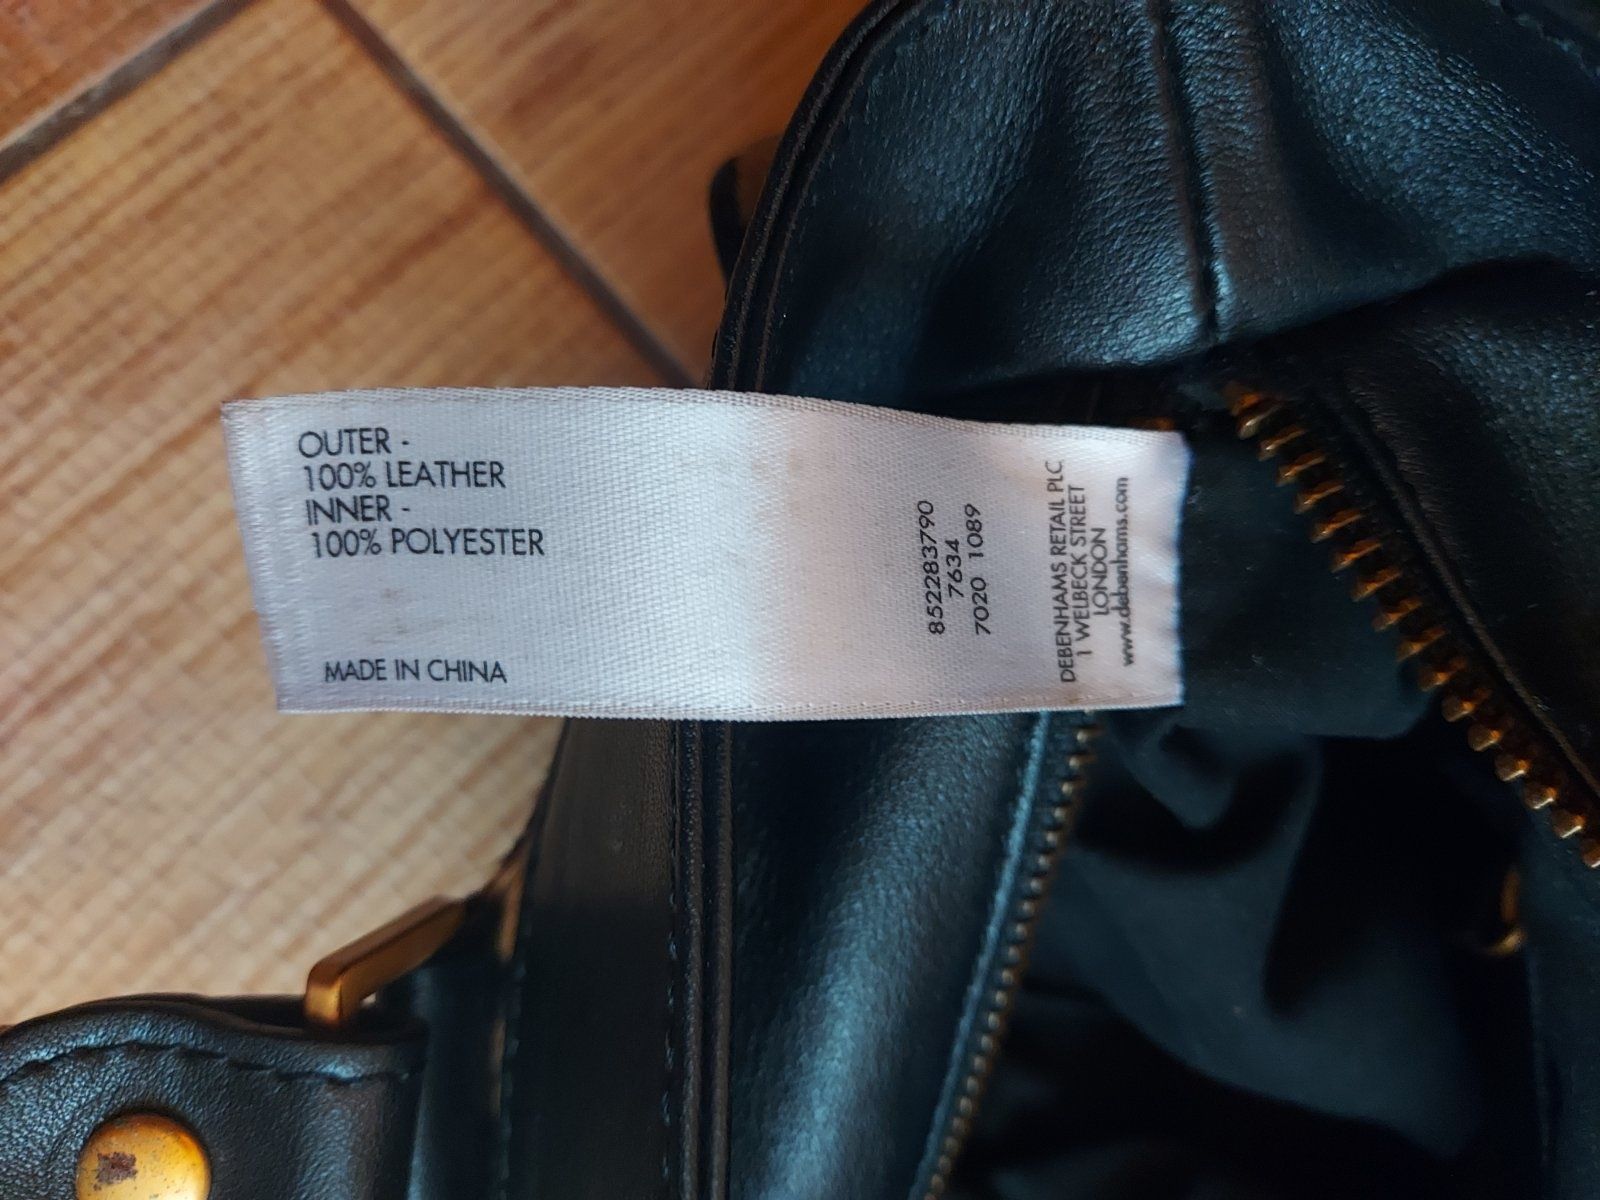 OUTER -
100% LEATHER
INNER -
100% POLYESTER
MADE IN CHINA
852283790
7634
7020 1089
DEBENHAMS RETAIL PLC
1 WELBECK STREET
LONDON
www.debenhams.com